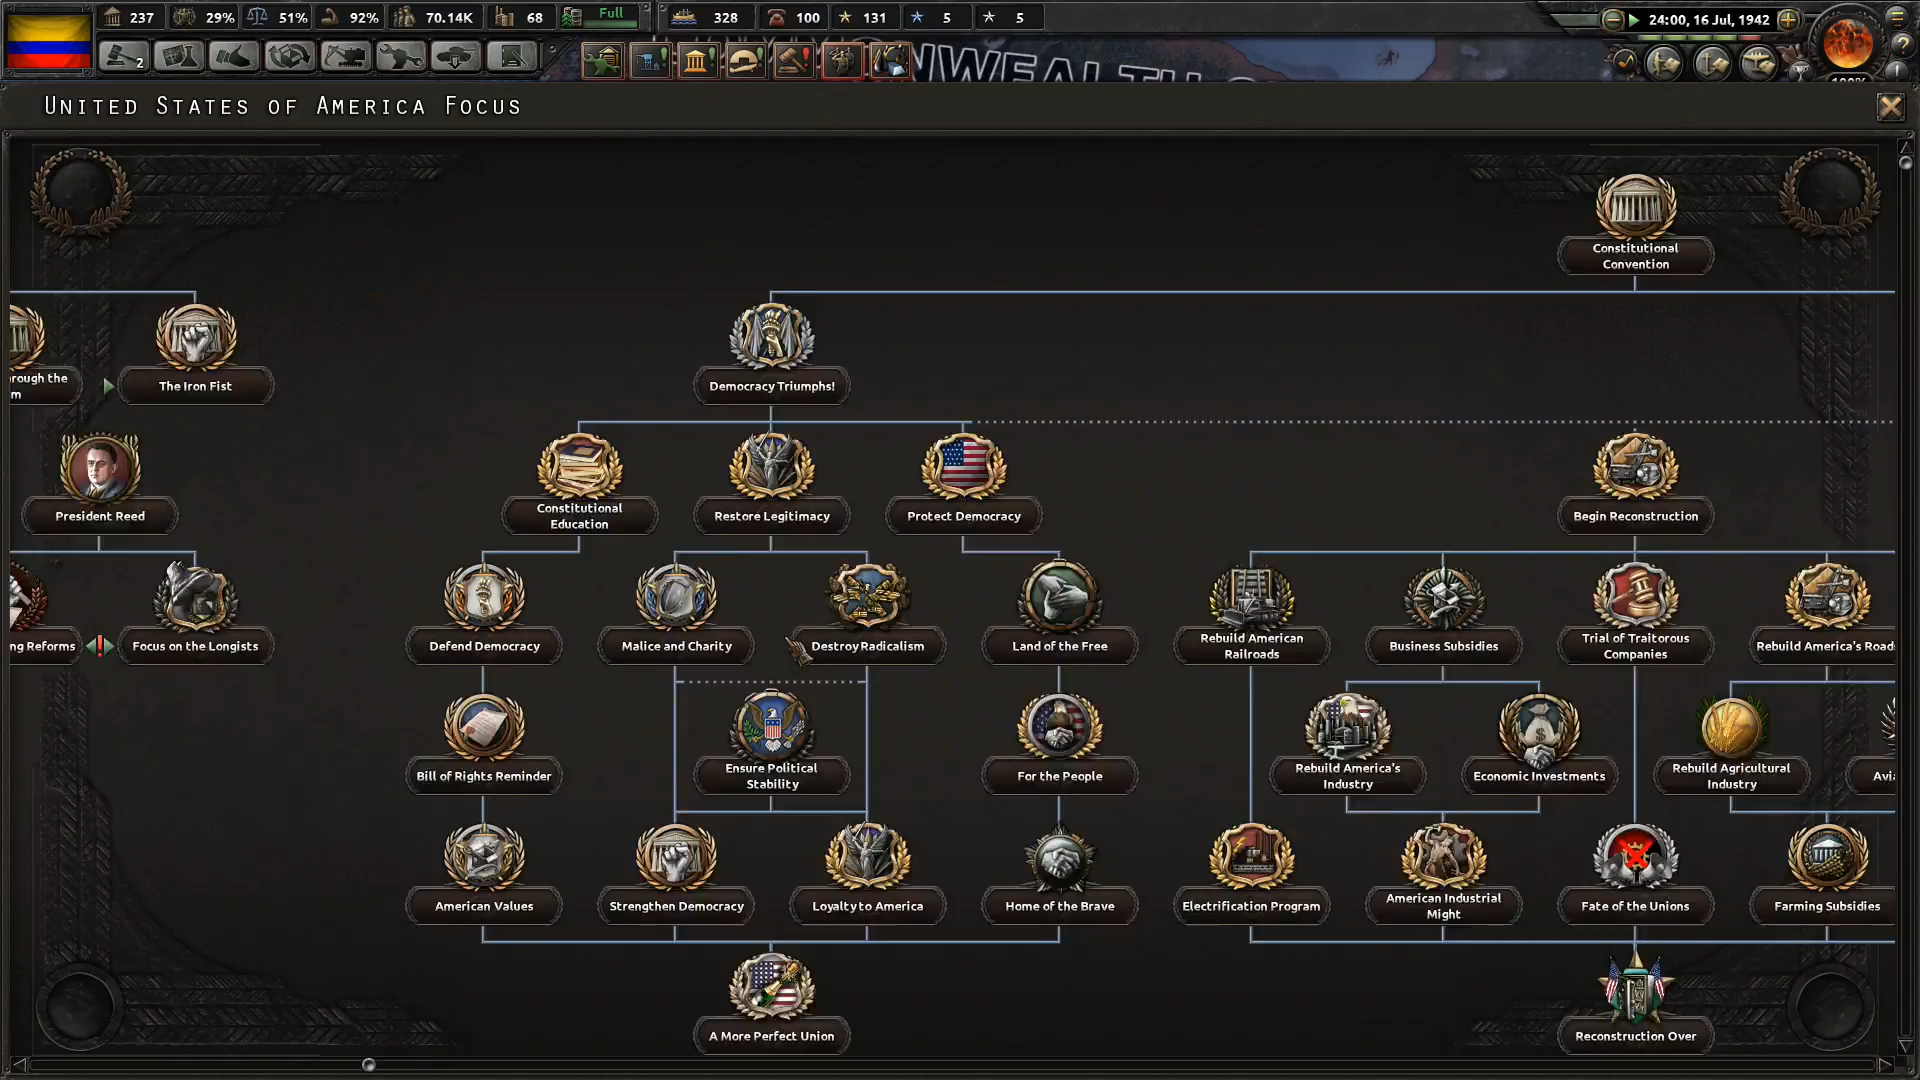 237 29% 51% 92% 70.14K 68 Full 328 100 131 5 5 24:00, 16 Jul, 1942
2
NWEALTH
UNITED STATES OF AMERICA FOCUS
Constitutional
Convention
The Iron Fist
Democracy Triumphs!
President Reed
Constitutional
Education
Restore Legitimacy
Protect Democracy
Begin Reconstruction
ng Reforms
Focus on the Longists
Defend Democracy
Malice and Charity
Destroy Radicalism
Land of the Free
Rebuild American
Railroads
Business Subsidies
Trial of Traitorous
Companies
Rebuild America's Road
Bill of Rights Reminder
Ensure Political
Stability
For the People
Rebuild America's
Industry
Economic Investments
Rebuild Agricultural
Industry
Avia
American Values
Strengthen Democracy
Loyalty to America
Home of the Brave
Electrification Program
American Industrial
Might
Fate of the Unions
Farming Subsidies
A More Perfect Union
Reconstruction Over